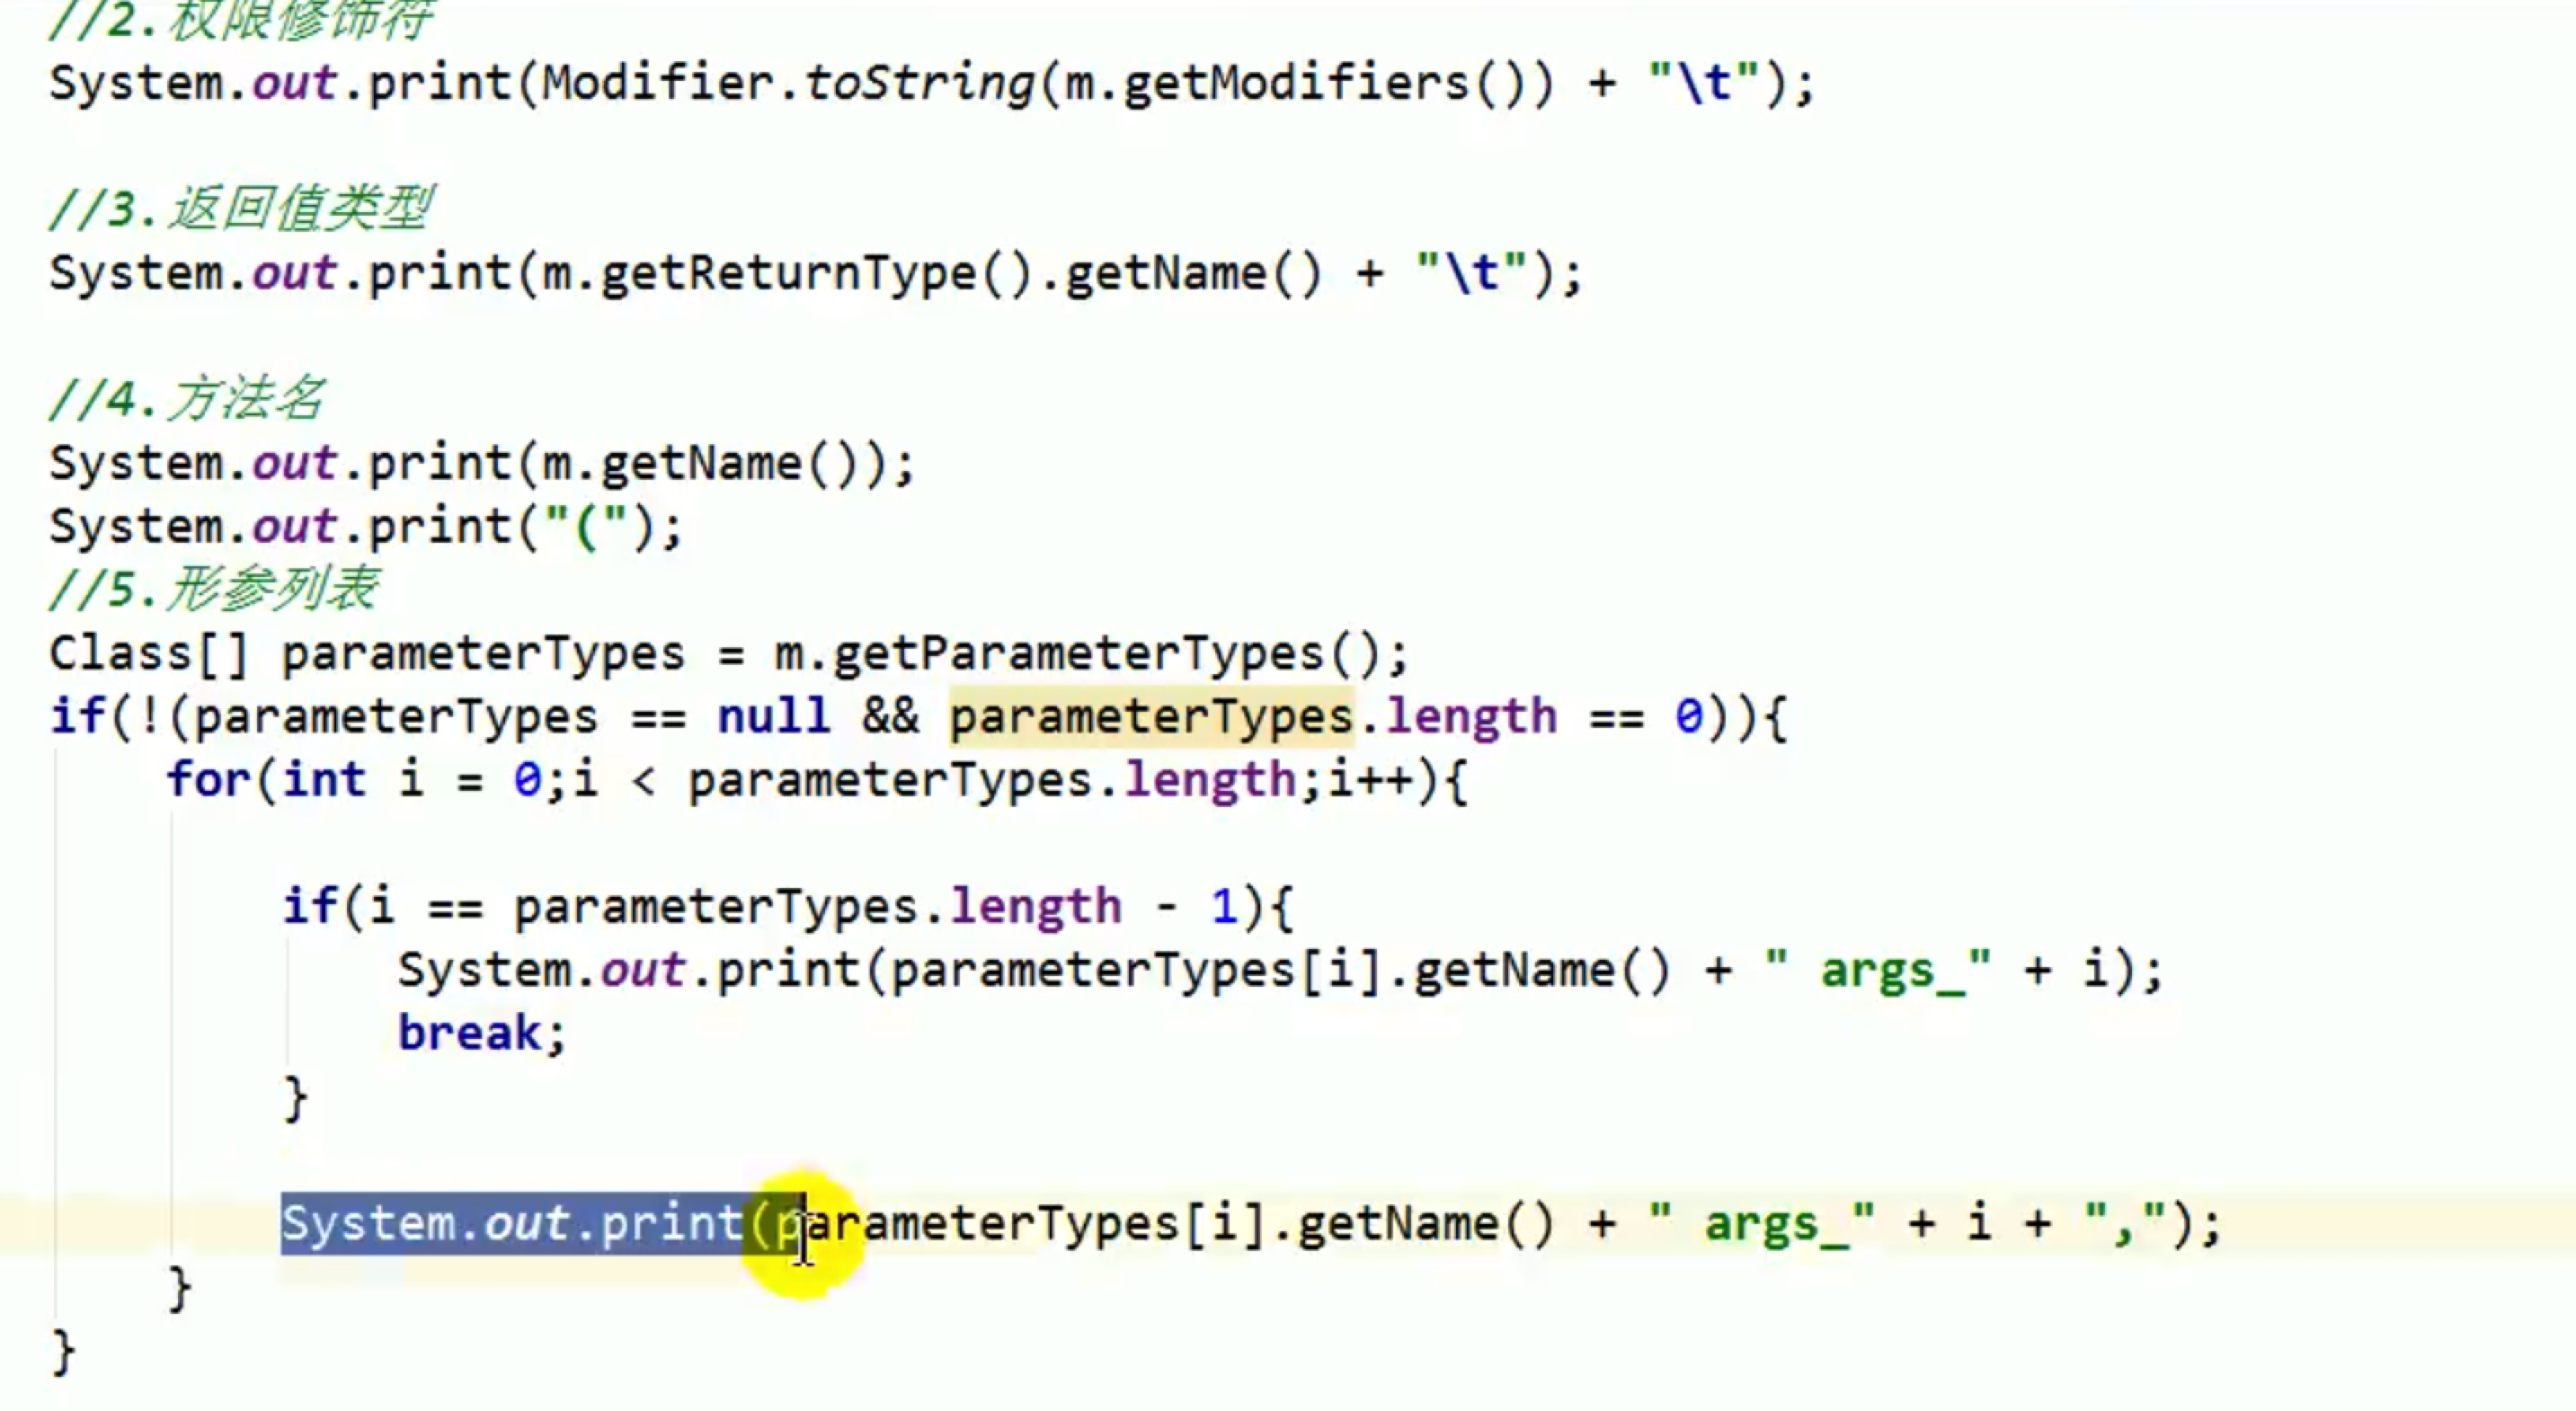 //2.权限修饰符
System.out.print(Modifier.toString(m.getModifiers()) + "\t");
//3.返回值类型
System.out.print(m.getReturnType().getName() + "\t");
//4.方法名
System.out.print(m.getName());
System.out.print("(");
//5.形参列表
Class[] parameterTypes = m.getParameterTypes();
if(!(parameterTypes == null && parameterTypes.length == 0)){
for(int i = 0;i < parameterTypes.length;i++){
if(i == parameterTypes.length - 1){
System.out.print(parameterTypes[i].getName() + " args_" + i);
break;
}
System.out.print(parameterTypes[i].getName() + " args_" + i + ",");
}
}